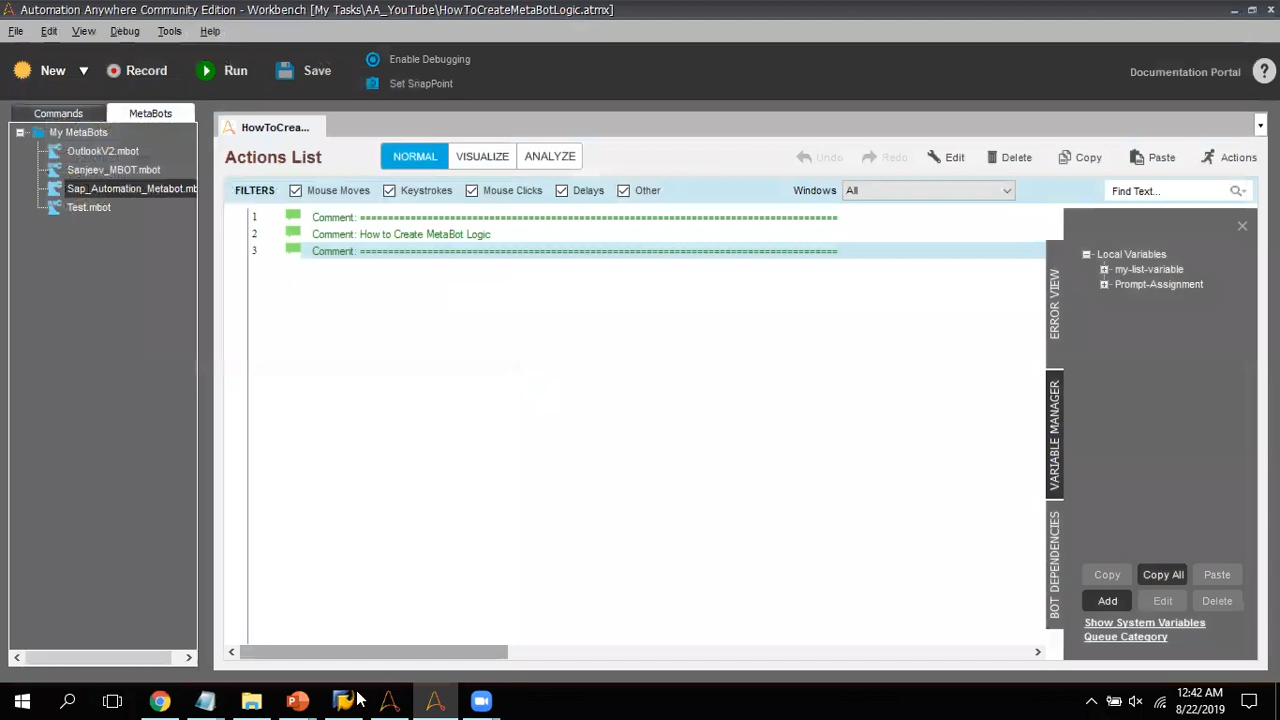 Automation Anywhere Community Edition - Workbench [My Tasks\AA_YouTube\HowToCreateMetaBotLogic.atmx]
File Edit View Debug Tools Help
New Record Run Save Enable Debugging
Set SnapPoint
Documentation Portal ?
Commands MetaBots
My MetaBots
OutlookV2.mbot
Sanjeev_MBOT.mbot
Sap_Automation_Metabot.mb
Test.mbot
HowToCrea...
Actions List NORMAL VISUALIZE ANALYZE Undo Redo Edit Delete Copy Paste Actions
FILTERS Mouse Moves Keystrokes Mouse Clicks Delays Other Windows All Find Text...
1 Comment: =====================================================================================
2 Comment: How to Create MetaBot Logic
3 Comment: =====================================================================================
ERROR VIEW
VARIABLE MANAGER
BOT DEPENDENCIES
Local Variables
my-list-variable
Prompt-Assignment
Copy Copy All Paste
Add Edit Delete
Show System Variables
Queue Category
12:42 AM
8/22/2019